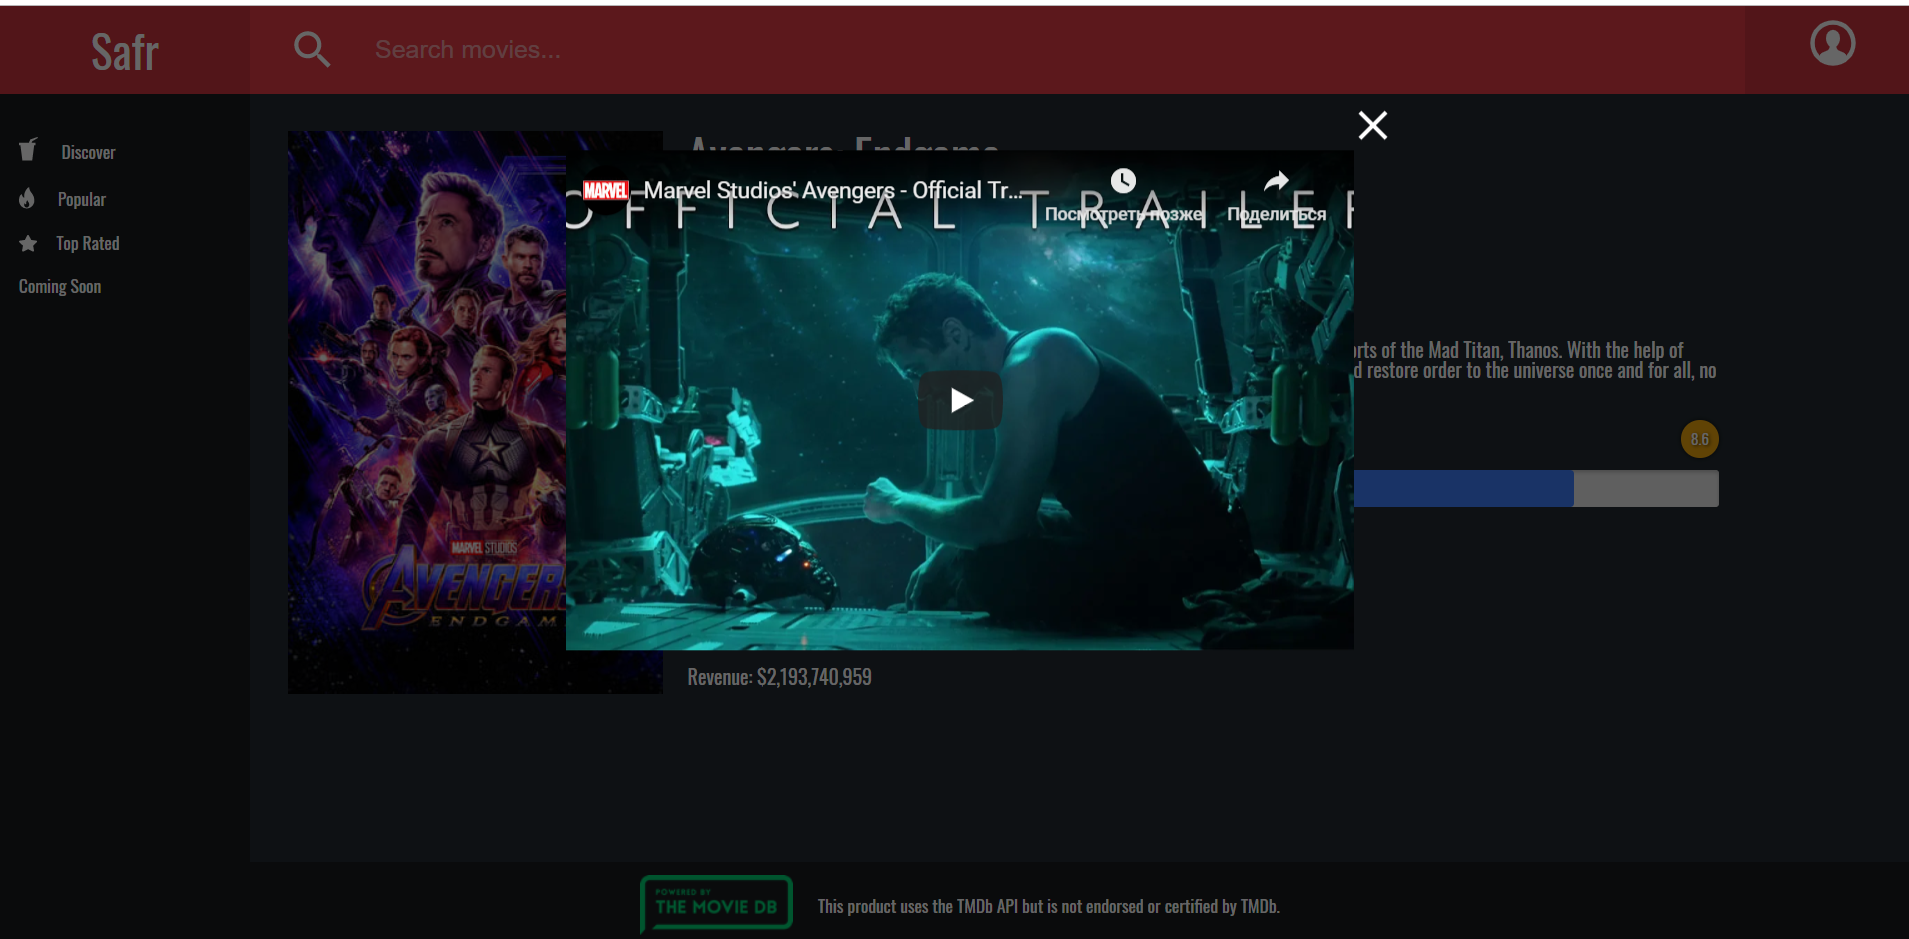 Safr
Search movies...
Discover
Popular
Top Rated
Coming Soon
Avengers: Endgame
MARVEL
Marvel Studios' Avengers - Official Tr...
Посмотреть позже
Поделиться
OFFICIAL TRAILER
rts of the Mad Titan, Thanos. With the help of
d restore order to the universe once and for all, no
8.6
MARVEL STUDIOS
AVENGERS
ENDGAM
Revenue: $2,193,740,959
POWERED BY
THE MOVIE DB
This product uses the TMDb API but is not endorsed or certified by TMDb.